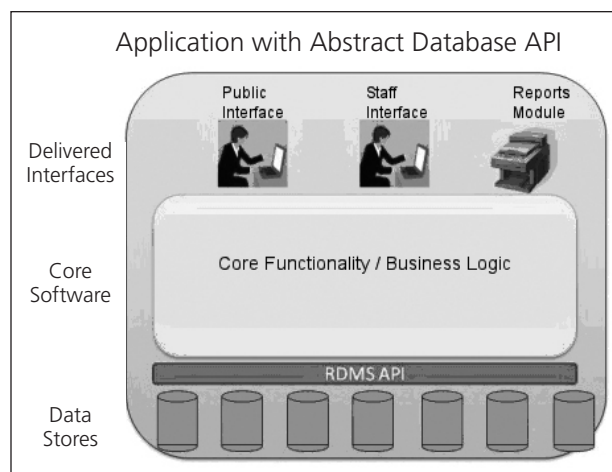 Application with Abstract Database API
Public
Interface
Staff
Interface
Reports
Module
Delivered
Interfaces
Core
Software
Core Functionality / Business Logic
RDMS API
Data
Stores